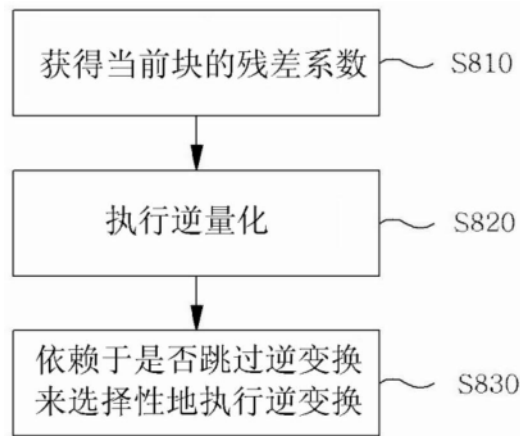 获得当前块的残差系数
S810
执行逆量化
S820
依赖于是否跳过逆变换
来选择性地执行逆变换
S830